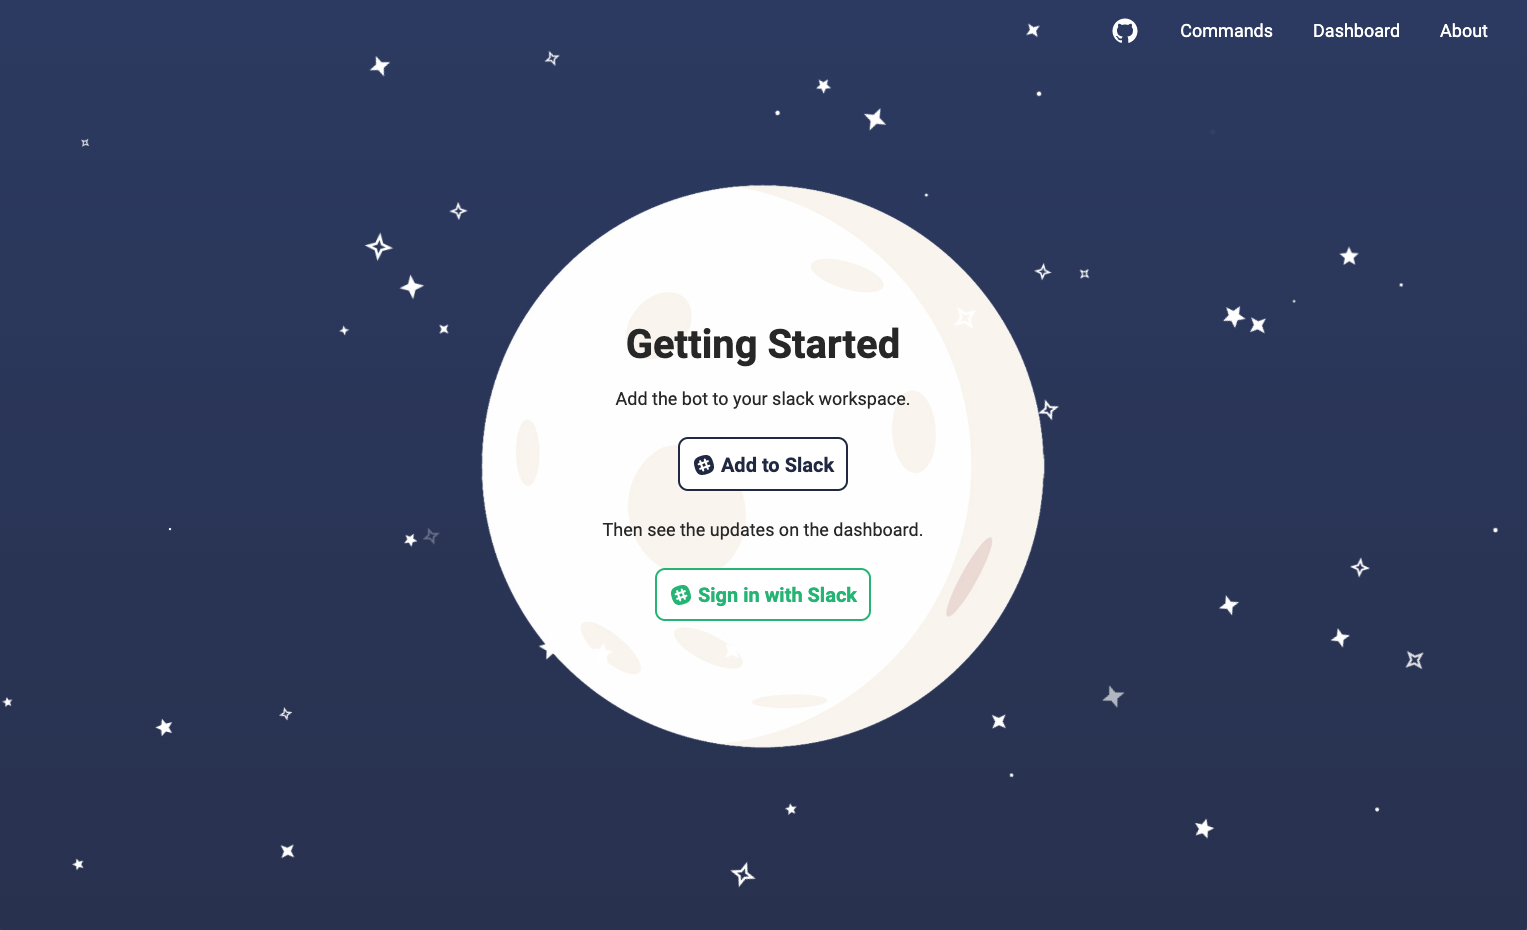 Commands Dashboard About
Getting Started
Add the bot to your slack workspace.
Add to Slack
Then see the updates on the dashboard.
Sign in with Slack